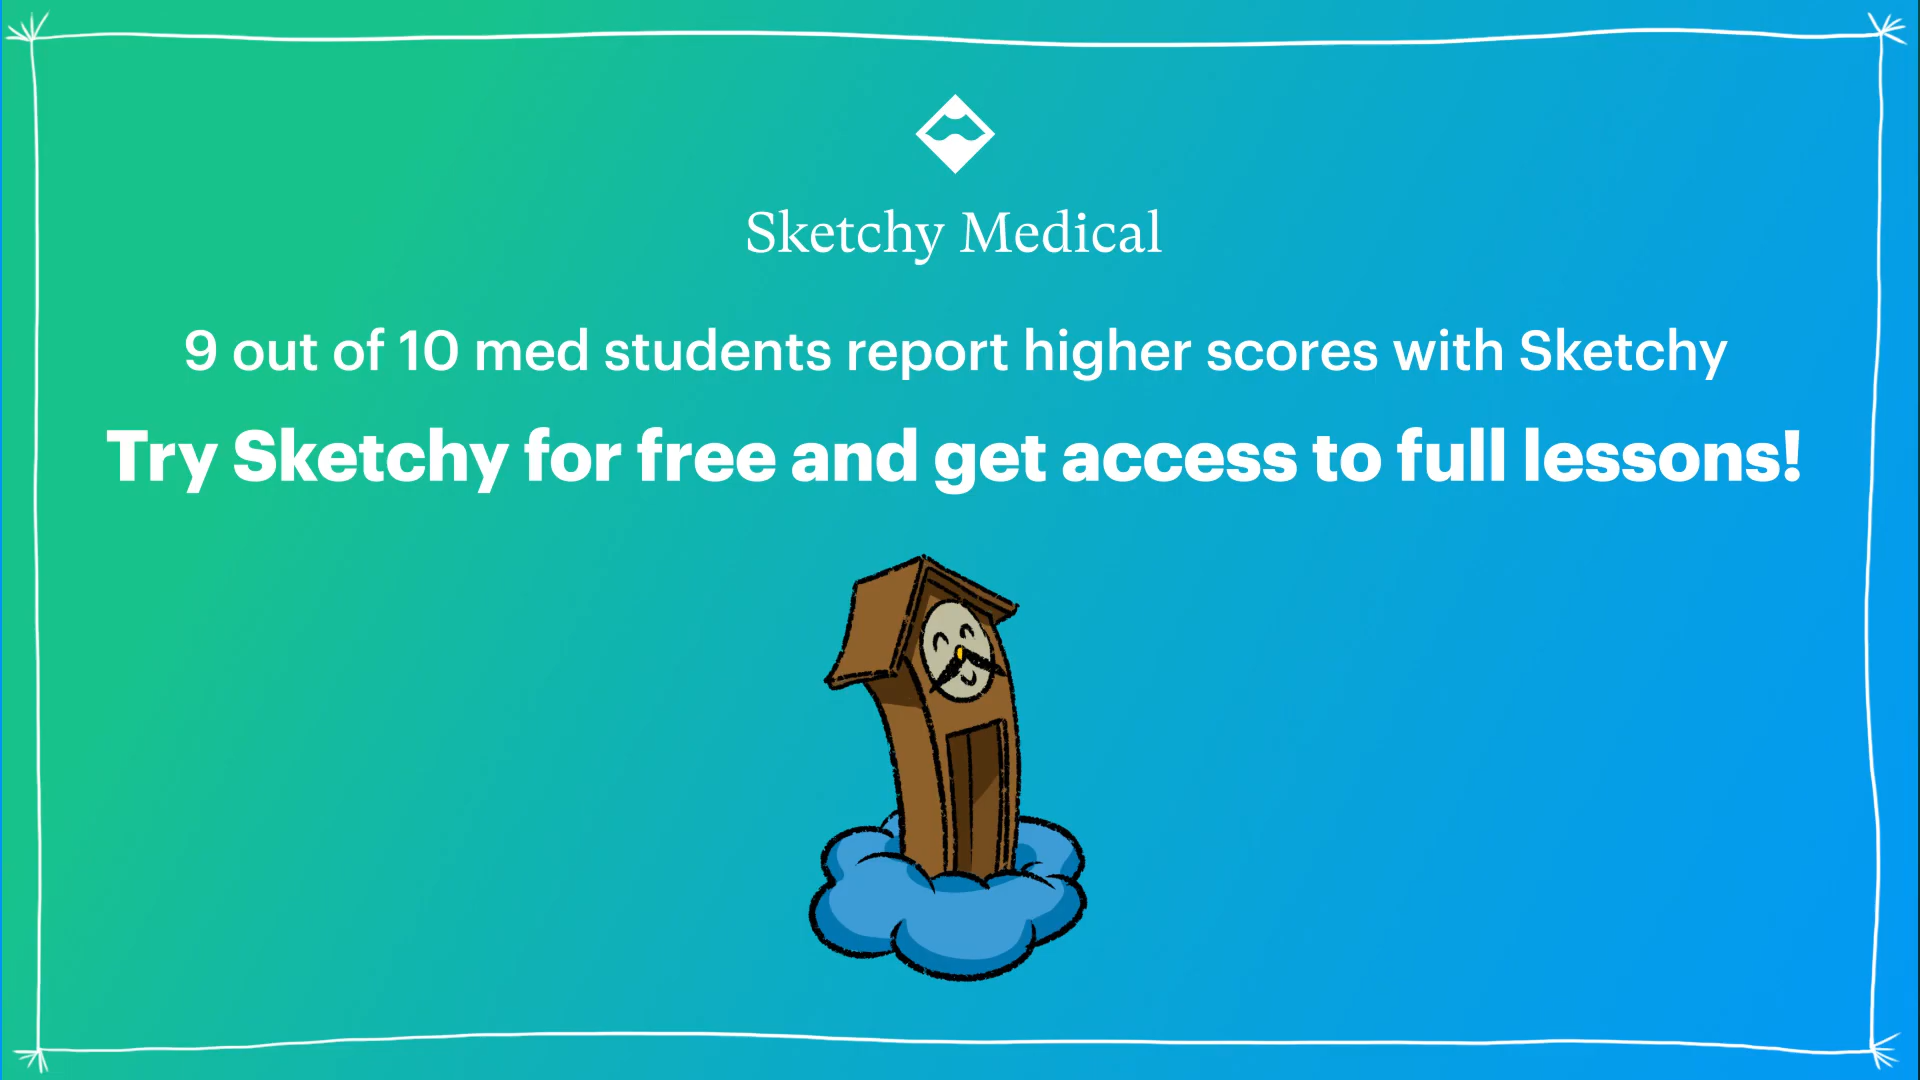 Sketchy Medical
9 out of 10 med students report higher scores with Sketchy
Try Sketchy for free and get access to full lessons!